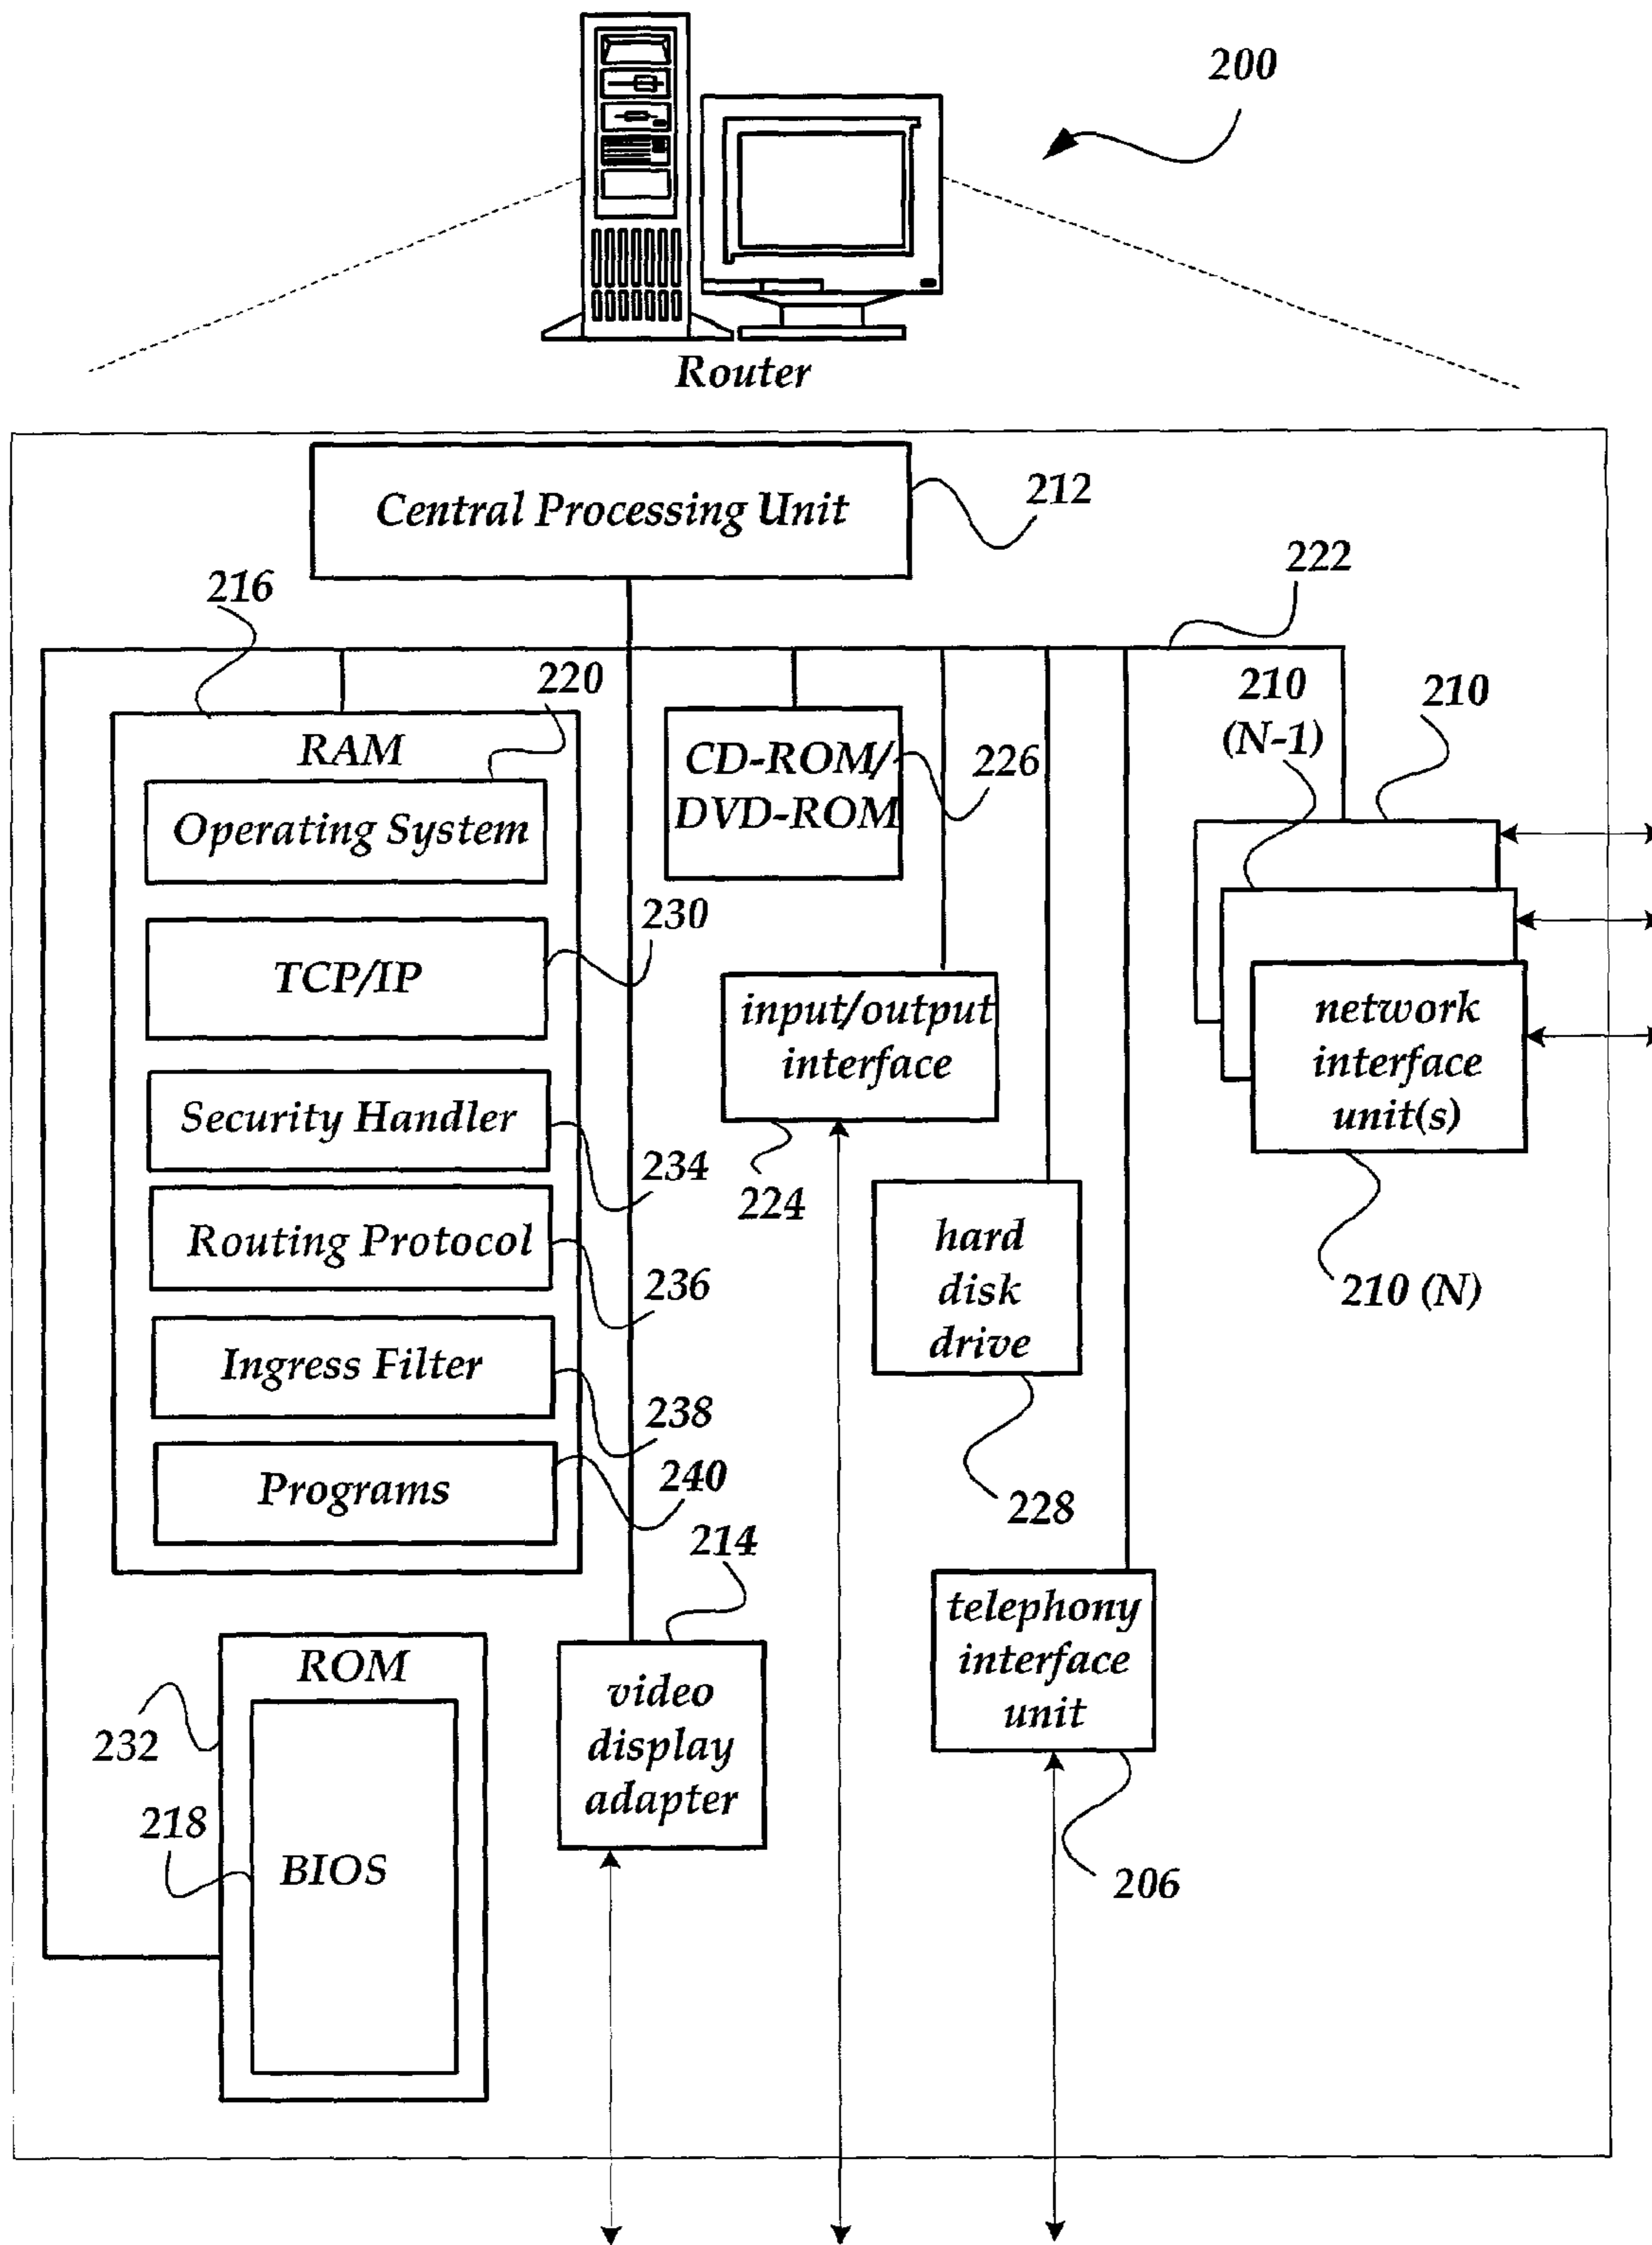 200
Router
Central Processing Unit
212
222
216
220
210
(N-1)
210
RAM
Operating System
CD-ROM/
DVD-ROM
226
TCP/IP
230
input/output
interface
224
network
interface
unit(s)
210 (N)
Security Handler
234
Routing Protocol
236
hard
disk
drive
228
Ingress Filter
238
Programs
240
214
telephony
interface
unit
206
ROM
232
video
display
adapter
218
BIOS